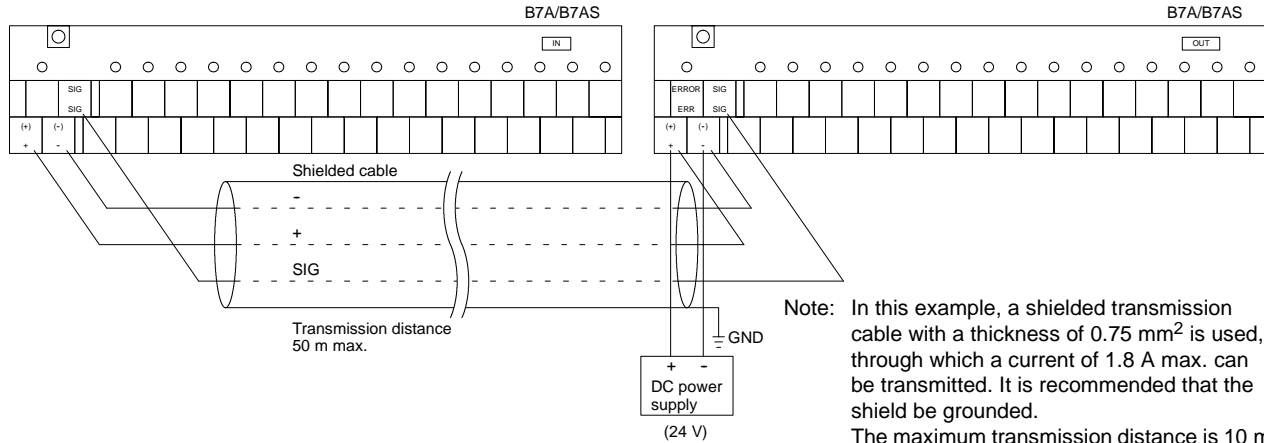 B7A/B7AS
B7A/B7AS
IN
OUT
SIG
ERROR SIG
SIG
ERR SIG
(+) (-)
(+) (-)
+ -
+ -
Shielded cable
-
+
SIG
Transmission distance
50 m max.
GND
+ -
DC power
supply
(24 V)
Note: In this example, a shielded transmission
cable with a thickness of 0.75 mm² is used,
through which a current of 1.8 A max. can
be transmitted. It is recommended that the
shield be grounded.
The maximum transmission distance is 10 m